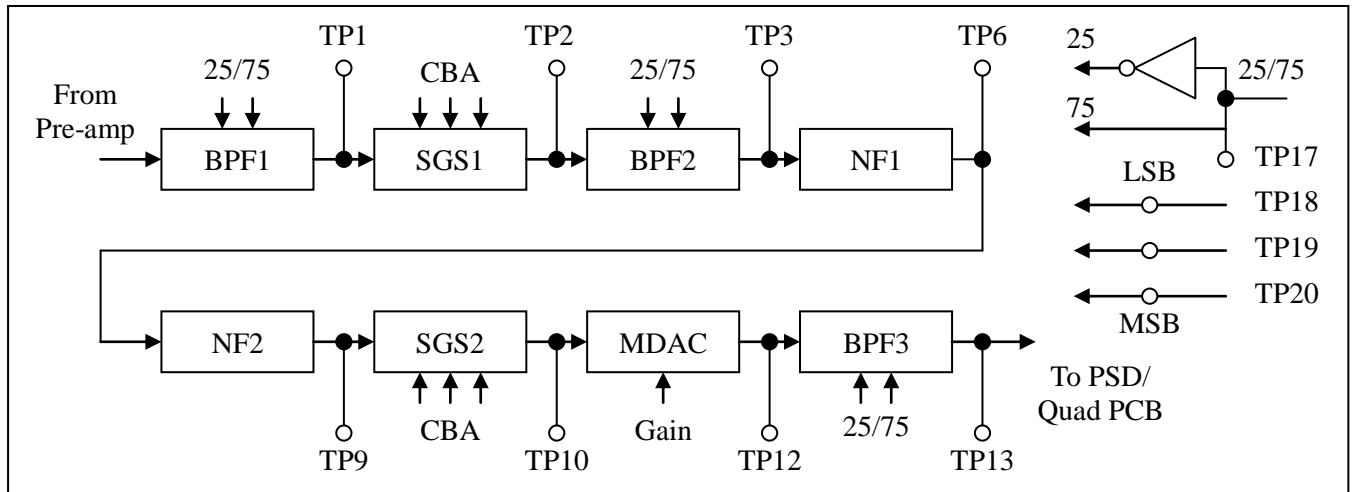 TP1
TP2
TP3
TP6
25/75
CBA
25/75
25
25/75
From
Pre-amp
75
BPF1
SGS1
BPF2
NF1
TP17
LSB
TP18
TP19
TP20
MSB
NF2
SGS2
MDAC
BPF3
To PSD/
Quad PCB
CBA
Gain
25/75
TP9
TP10
TP12
TP13